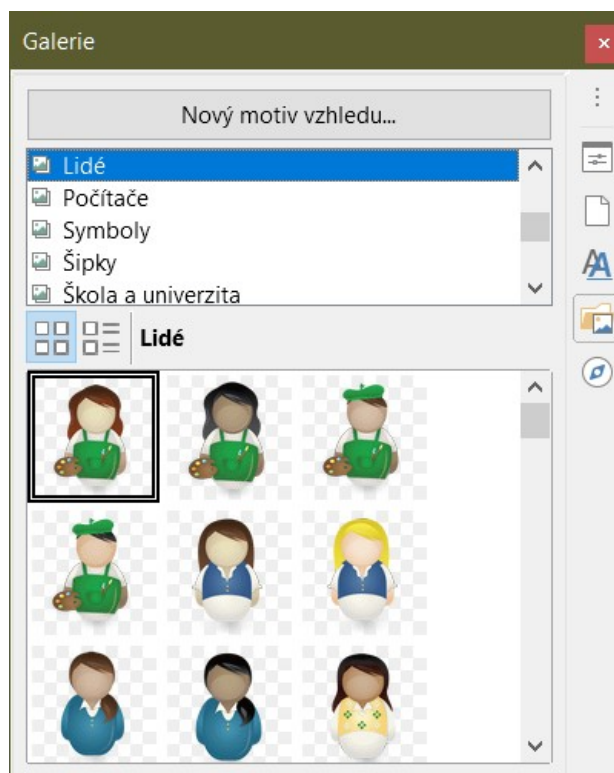 Galerie
Nový motiv vzhledu...
Lidé
Počítače
Symboly
Šipky
Škola a univerzita
Lidé